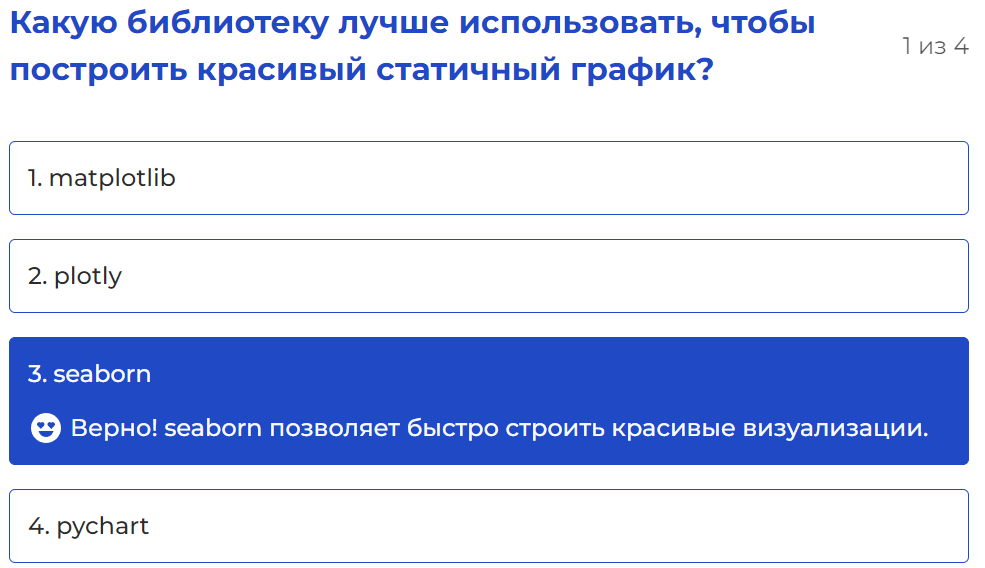 Какую библиотеку лучше использовать, чтобы
построить красивый статичный график?
1 из 4
1. matplotlib
2. plotly
3. seaborn
Верно! seaborn позволяет быстро строить красивые визуализации.
4. pychart